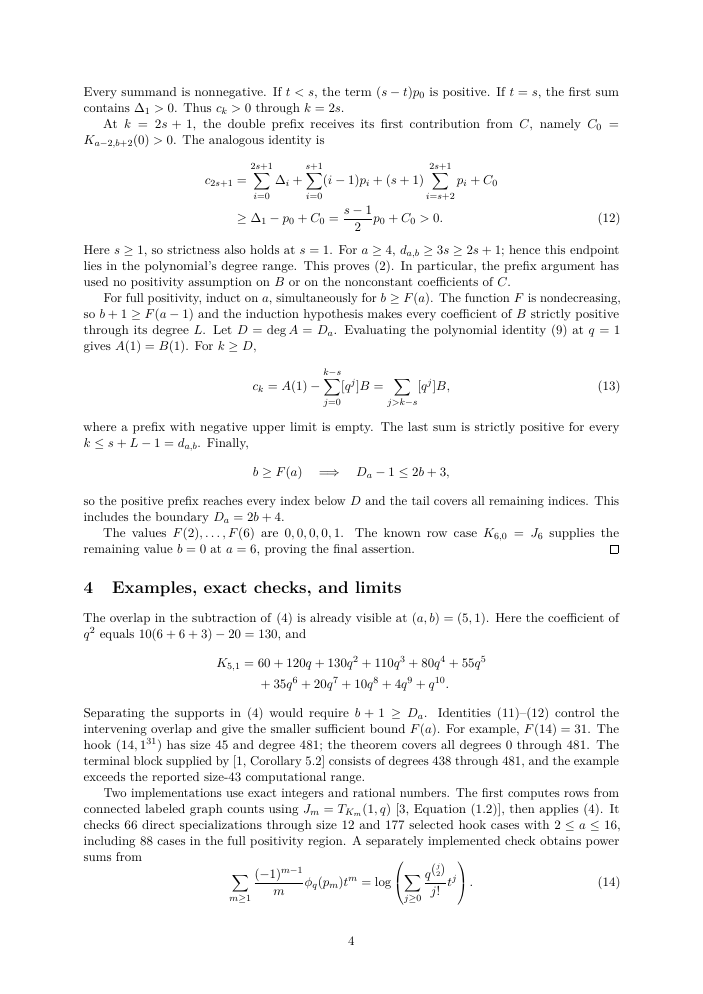 Every summand is nonnegative. If t < s, the term (s − t)p₀ is positive. If t = s, the first sum
contains Δ₁ > 0. Thus cₖ > 0 through k = 2s.
At k = 2s + 1, the double prefix receives its first contribution from C, namely C₀ =
K_{a−2,b+2}(0) > 0. The analogous identity is
c_{2s+1} = ∑_{i=0}^{2s+1} Δ_i + ∑_{i=0}^{s+1} (i − 1)p_i + (s + 1) ∑_{i=s+2}^{2s+1} p_i + C₀
≥ Δ₁ − p₀ + C₀ = \frac{s − 1}{2} p₀ + C₀ > 0. (12)
Here s ≥ 1, so strictness also holds at s = 1. For a ≥ 4, d_{a,b} ≥ 3s ≥ 2s + 1; hence this endpoint
lies in the polynomial's degree range. This proves (2). In particular, the prefix argument has
used no positivity assumption on B or on the nonconstant coefficients of C.
For full positivity, induct on a, simultaneously for b ≥ F(a). The function F is nondecreasing,
so b + 1 ≥ F(a − 1) and the induction hypothesis makes every coefficient of B strictly positive
through its degree L. Let D = deg A = D_a. Evaluating the polynomial identity (9) at q = 1
gives A(1) = B(1). For k ≥ D,
c_k = A(1) − ∑_{j=0}^{k−s} [q^j]B = ∑_{j>k−s} [q^j]B, (13)
where a prefix with negative upper limit is empty. The last sum is strictly positive for every
k ≤ s + L − 1 = d_{a,b}. Finally,
b ≥ F(a) ⟹ D_a − 1 ≤ 2b + 3,
so the positive prefix reaches every index below D and the tail covers all remaining indices. This
includes the boundary D_a = 2b + 4.
The values F(2), . . . , F(6) are 0, 0, 0, 0, 1. The known row case K_{6,0} = J₆ supplies the
remaining value b = 0 at a = 6, proving the final assertion. □
4 Examples, exact checks, and limits
The overlap in the subtraction of (4) is already visible at (a, b) = (5, 1). Here the coefficient of
q² equals 10(6 + 6 + 3) − 20 = 130, and
K_{5,1} = 60 + 120q + 130q² + 110q³ + 80q⁴ + 55q⁵
+ 35q⁶ + 20q⁷ + 10q⁸ + 4q⁹ + q¹⁰.
Separating the supports in (4) would require b + 1 ≥ D_a. Identities (11)–(12) control the
intervening overlap and give the smaller sufficient bound F(a). For example, F(14) = 31. The
hook (14, 1³¹) has size 45 and degree 481; the theorem covers all degrees 0 through 481. The
terminal block supplied by [1, Corollary 5.2] consists of degrees 438 through 481, and the example
exceeds the reported size-43 computational range.
Two implementations use exact integers and rational numbers. The first computes rows from
connected labeled graph counts using J_m = T_{K_m}(1, q) [3, Equation (1.2)], then applies (4). It
checks 66 direct specializations through size 12 and 177 selected hook cases with 2 ≤ a ≤ 16,
including 88 cases in the full positivity region. A separately implemented check obtains power
sums from
∑_{m≥1} \frac{(−1)^{m−1}}{m} ϕ_q(p_m)t^m = log ( ∑_{j≥0} \frac{q^{\binom{j}{2}}}{j!} t^j ) . (14)
4